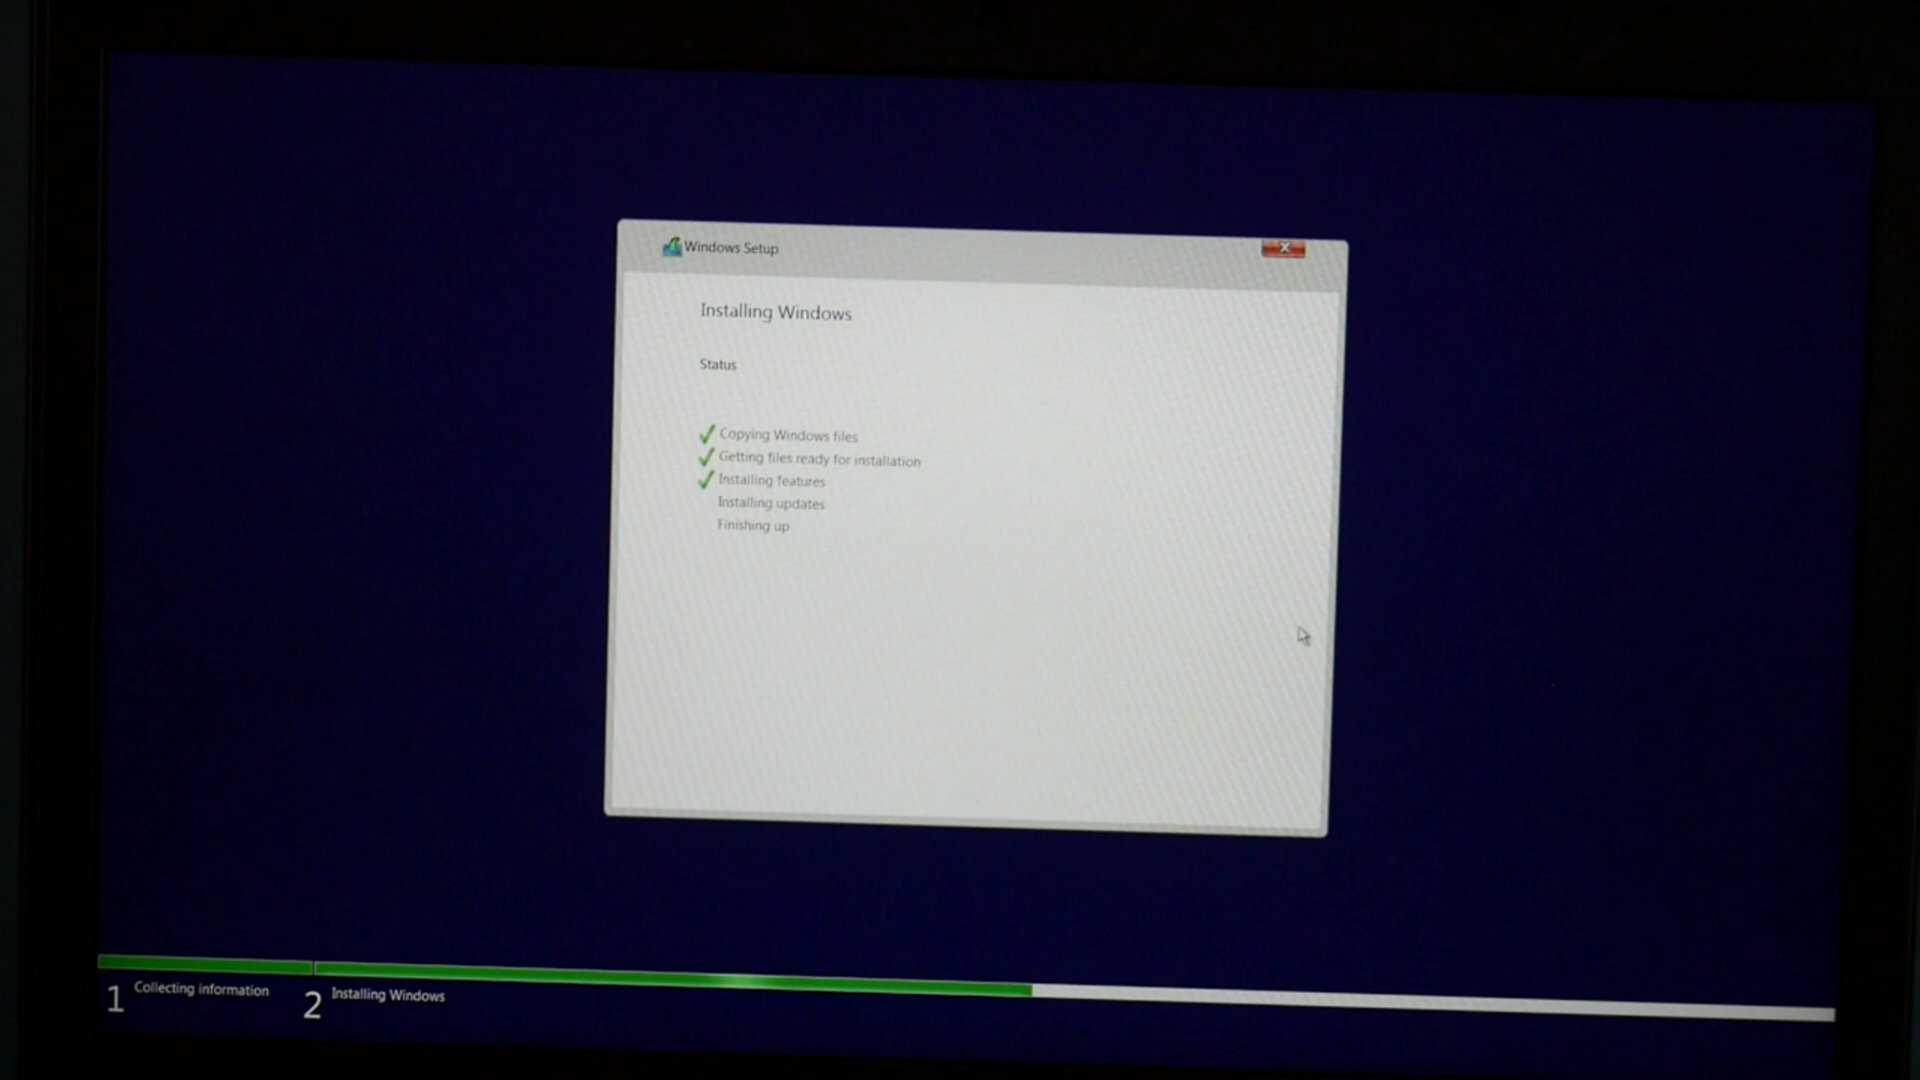 Windows Setup
Installing Windows
Status
Copying Windows files
Getting files ready for installation
Installing features
Installing updates
Finishing up
1 Collecting information
2 Installing Windows